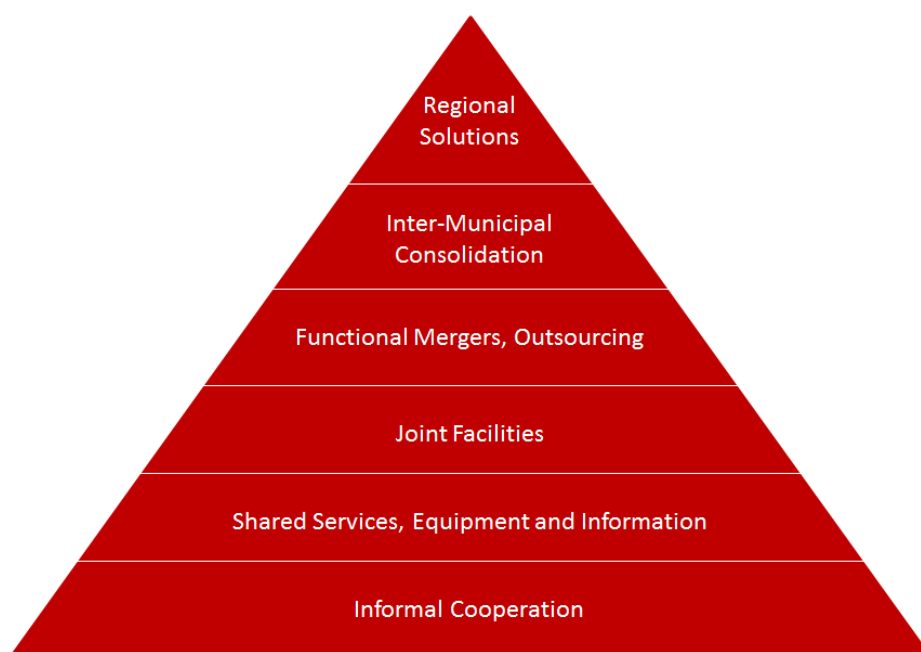 Regional
Solutions
Inter-Municipal
Consolidation
Functional Mergers, Outsourcing
Joint Facilities
Shared Services, Equipment and Information
Informal Cooperation